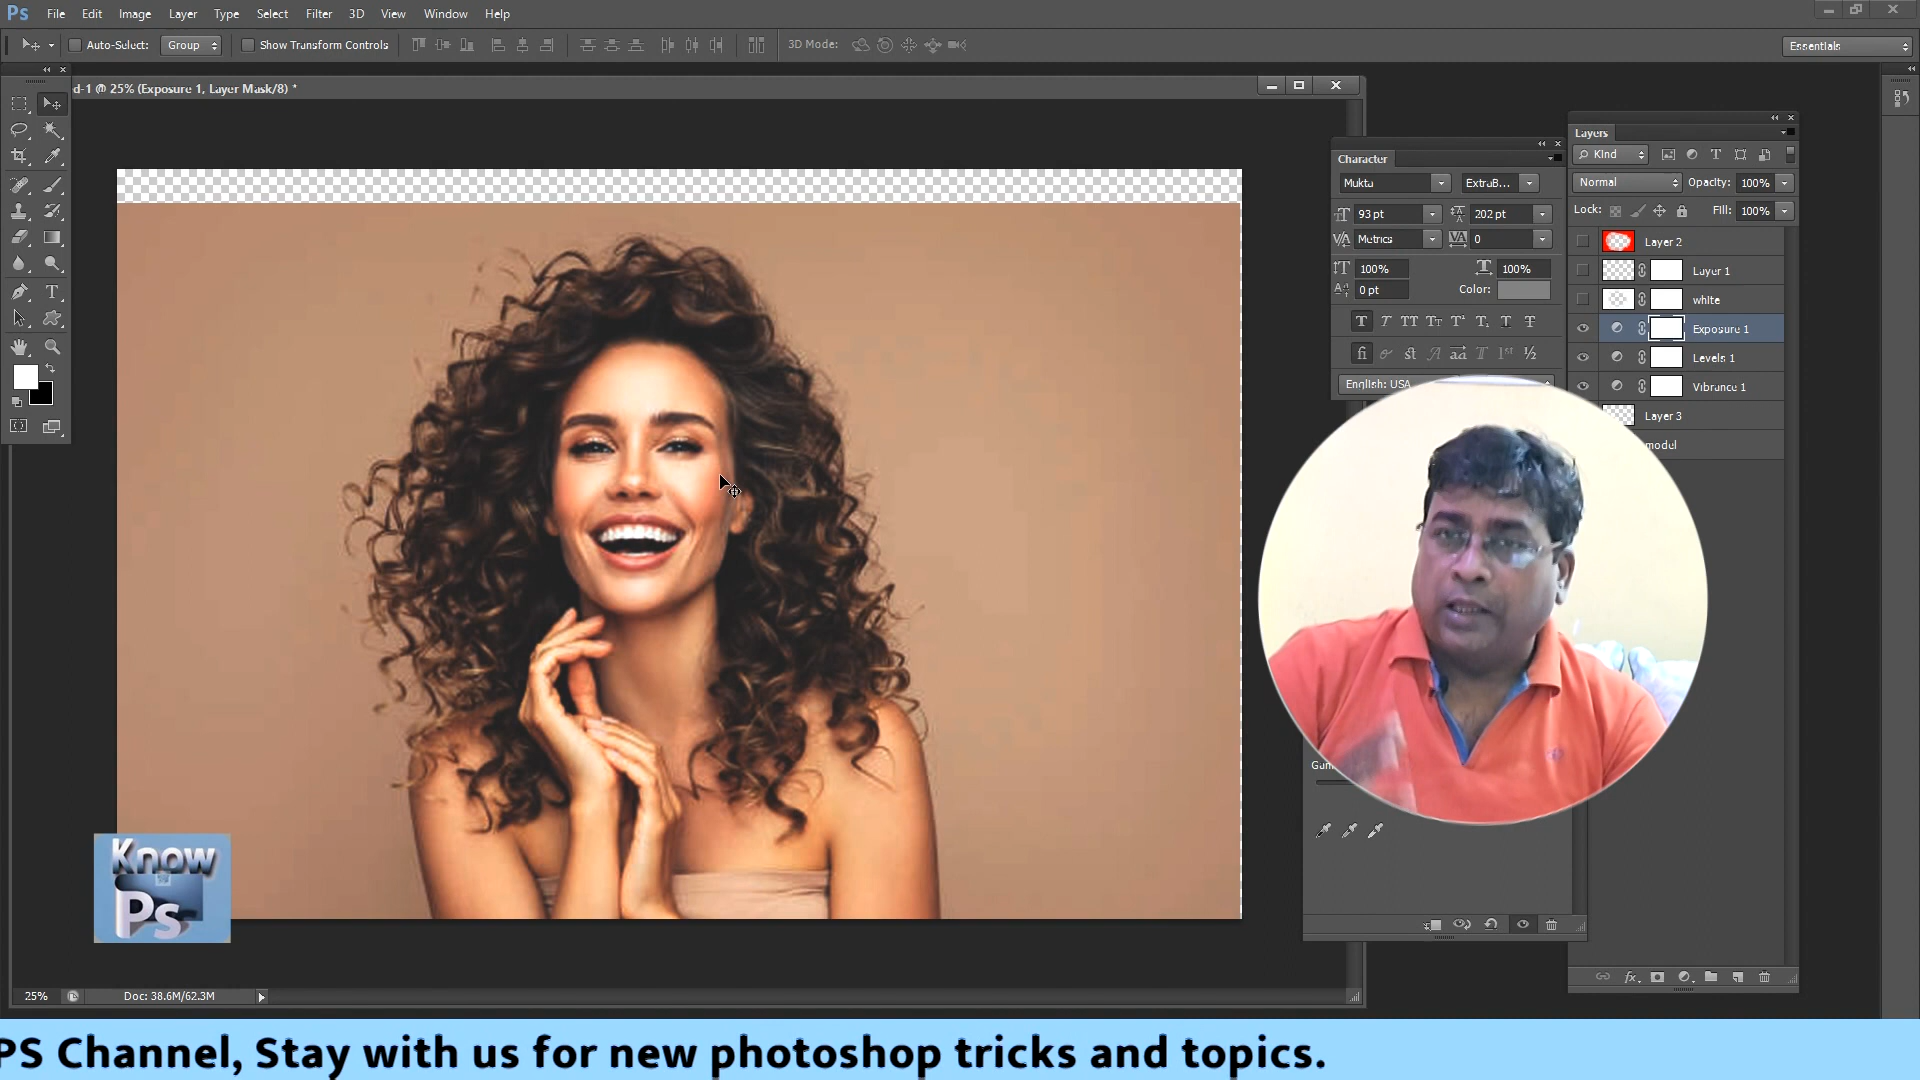 Ps File Edit Image Layer Type Select Filter 3D View Window Help
Auto-Select: Group Show Transform Controls 3D Mode: Essentials
d-1 @ 25% (Exposure 1, Layer Mask/8) *
Character
Mukta ExtraB...
93 pt 202 pt
Metrics 0
100% 100%
0 pt Color:
English: USA
Layers
Kind
Normal Opacity: 100%
Lock: Fill: 100%
Layer 2
Layer 1
white
Exposure 1
Levels 1
Vibrance 1
Layer 3
model
Know
Ps
25% Doc: 38.6M/62.3M
PS Channel, Stay with us for new photoshop tricks and topics.